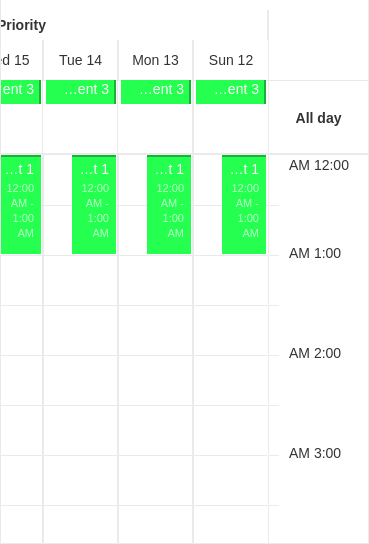 Priority
d 15
Tue 14
Mon 13
Sun 12
ent 3
...ent 3
...ent 3
...ent 3
All day
...t 1
...t 1
...t 1
...t 1
12:00
AM -
1:00
AM
12:00
AM -
1:00
AM
12:00
AM -
1:00
AM
12:00
AM -
1:00
AM
AM 12:00
AM 1:00
AM 2:00
AM 3:00